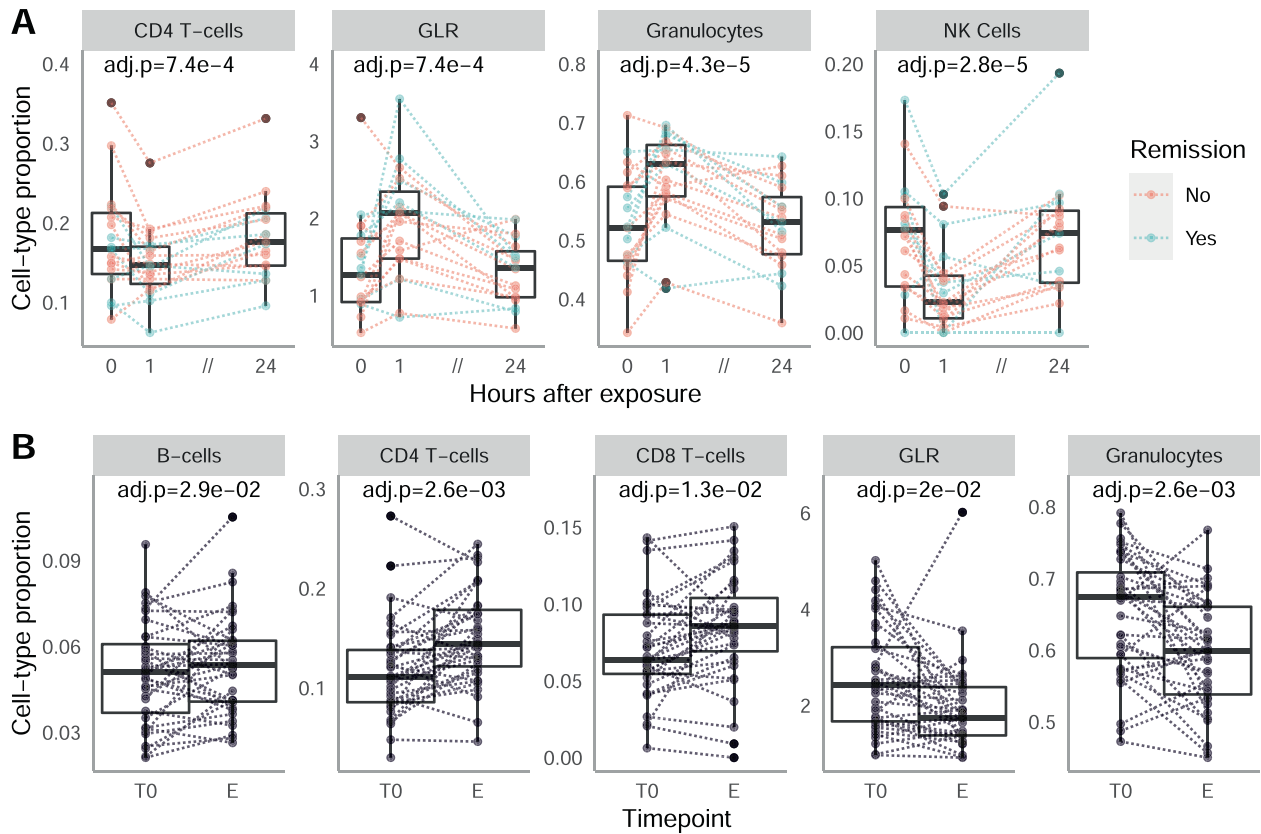 A
CD4 T−cells
GLR
Granulocytes
NK Cells
adj.p=7.4e−4
adj.p=7.4e−4
adj.p=4.3e−5
adj.p=2.8e−5
Cell−type proportion
0.4
0.3
0.2
0.1
4
3
2
1
0.8
0.7
0.6
0.5
0.4
0.20
0.15
0.10
0.05
0.00
0 1 // 24
0 1 // 24
0 1 // 24
0 1 // 24
Hours after exposure
Remission
No
Yes
B
B−cells
CD4 T−cells
CD8 T−cells
GLR
Granulocytes
adj.p=2.9e−02
adj.p=2.6e−03
adj.p=1.3e−02
adj.p=2e−02
adj.p=2.6e−03
Cell−type proportion
0.09
0.06
0.03
0.3
0.2
0.1
0.15
0.10
0.05
0.00
6
4
2
0.8
0.7
0.6
0.5
T0 E
T0 E
T0 E
T0 E
T0 E
Timepoint